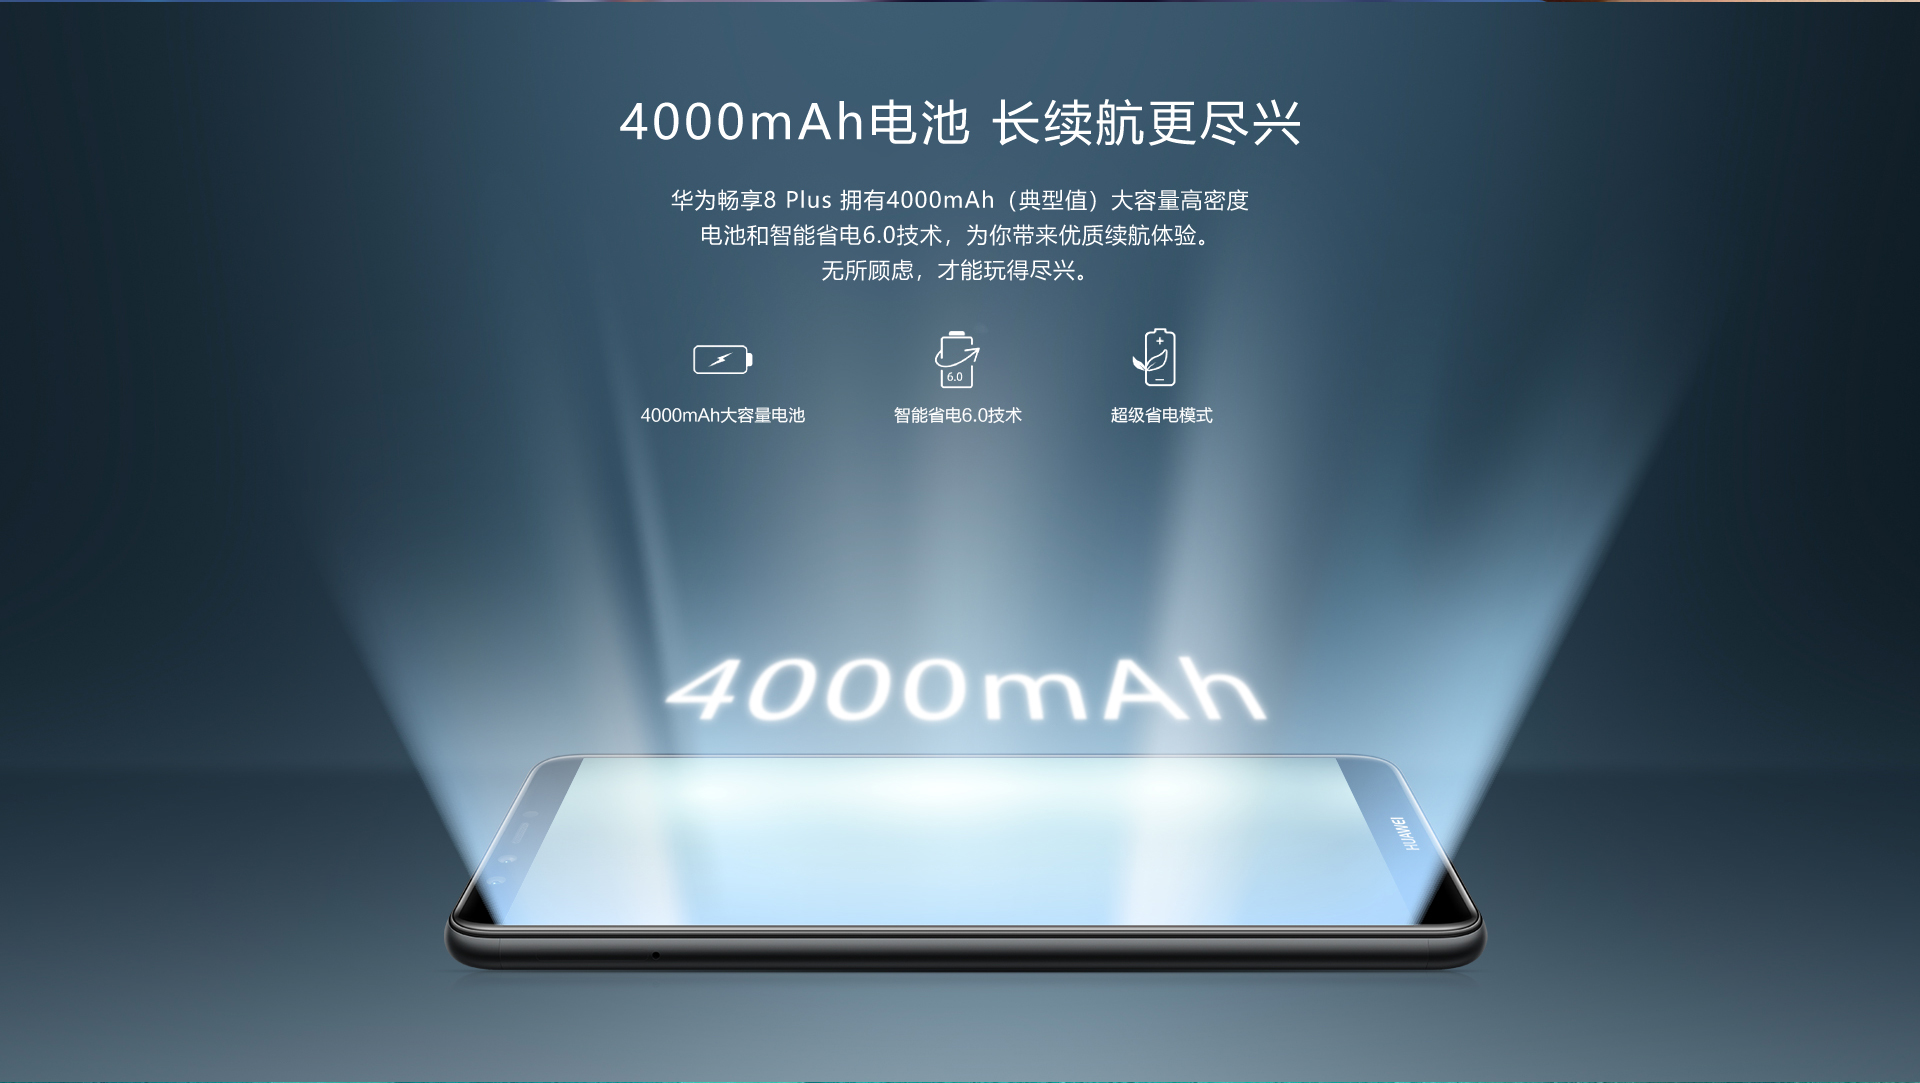 4000mAh电池 长续航更尽兴
华为畅享8 Plus 拥有4000mAh（典型值）大容量高密度
电池和智能省电6.0技术，为你带来优质续航体验。
无所顾虑，才能玩得尽兴。
6.0
4000mAh大容量电池
智能省电6.0技术
超级省电模式
4000mAh
HUAWEI